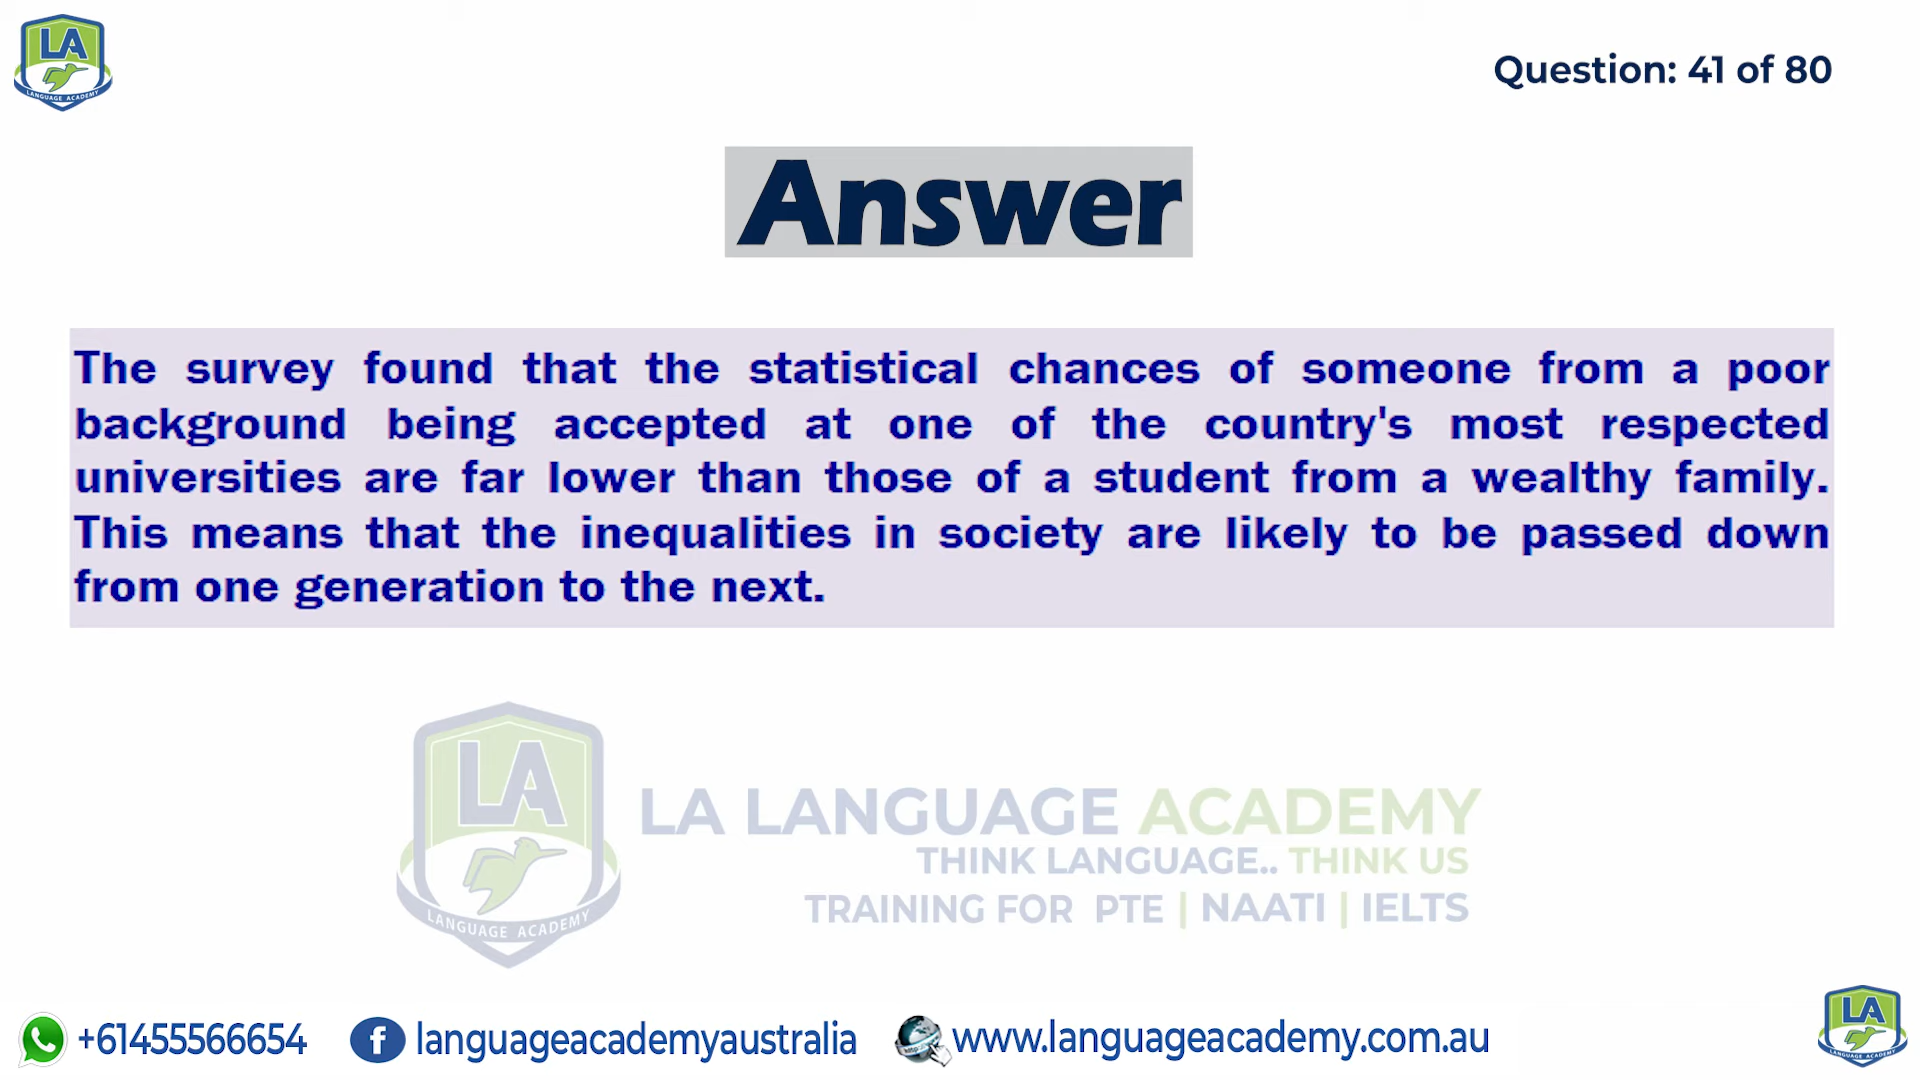 LA
LANGUAGE ACADEMY
Question: 41 of 80
Answer
The survey found that the statistical chances of someone from a poor
background being accepted at one of the country's most respected
universities are far lower than those of a student from a wealthy family.
This means that the inequalities in society are likely to be passed down
from one generation to the next.
LA
LANGUAGE ACADEMY
LA LANGUAGE ACADEMY
THINK LANGUAGE.. THINK US
TRAINING FOR PTE | NAATI | IELTS
+61455566654
f languageacademyaustralia
http
www.languageacademy.com.au
LA
LANGUAGE ACADEMY